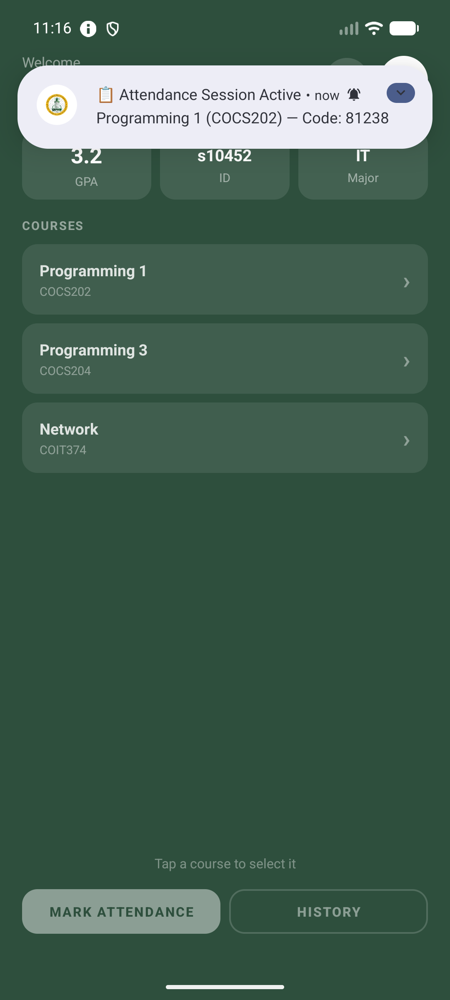 11:16
Welcome
📋 Attendance Session Active • now
Programming 1 (COCS202) — Code: 81238
3.2
GPA
s10452
ID
IT
Major
COURSES
Programming 1
COCS202
Programming 3
COCS204
Network
COIT374
Tap a course to select it
MARK ATTENDANCE
HISTORY